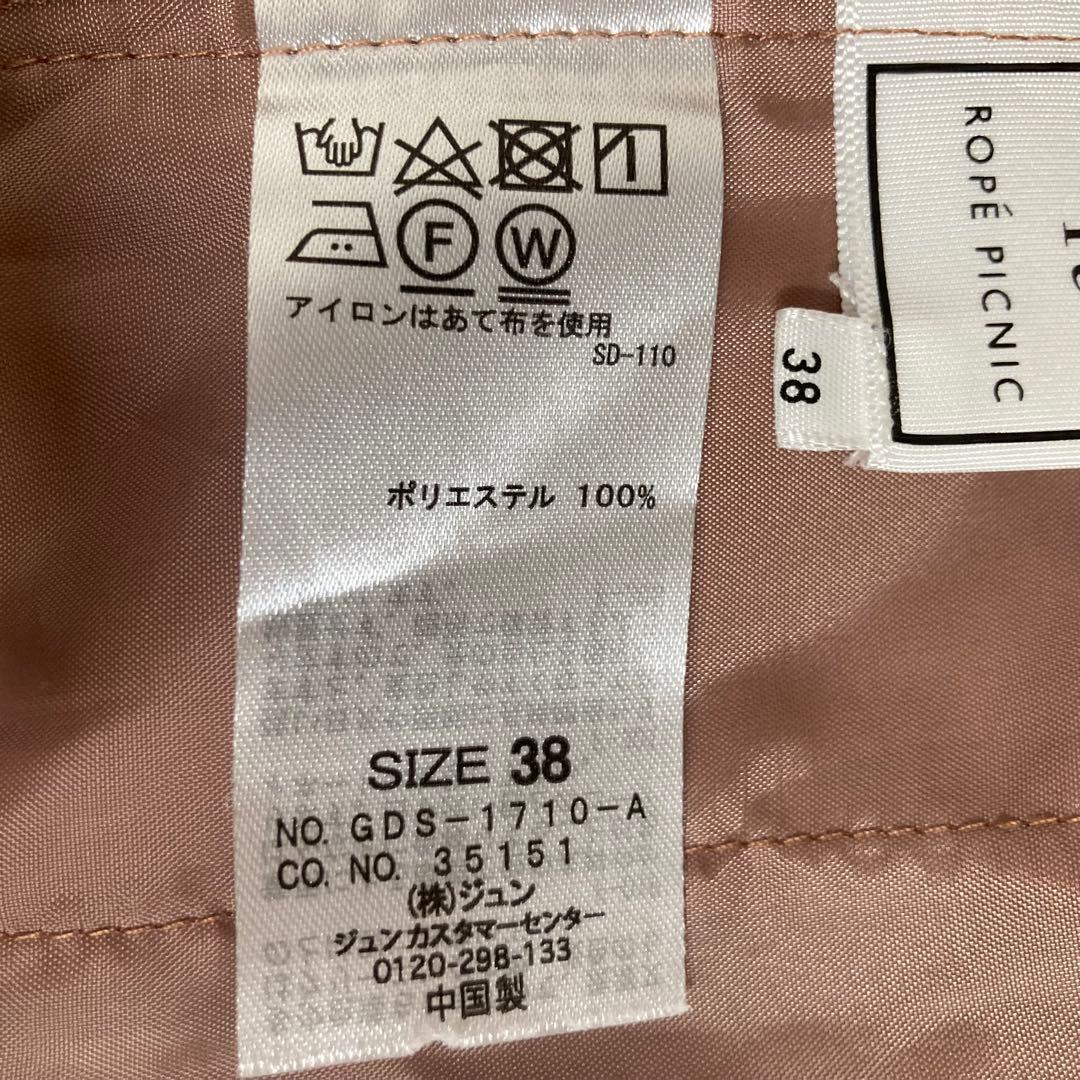 F W
アイロンはあて布を使用
SD-110
ポリエステル 100%
SIZE 38
NO. GDS-1710-A
CO. NO. 35151
(株)ジュン
ジュンカスタマーセンター
0120-298-133
中国製
38
ROPÉ PICNIC